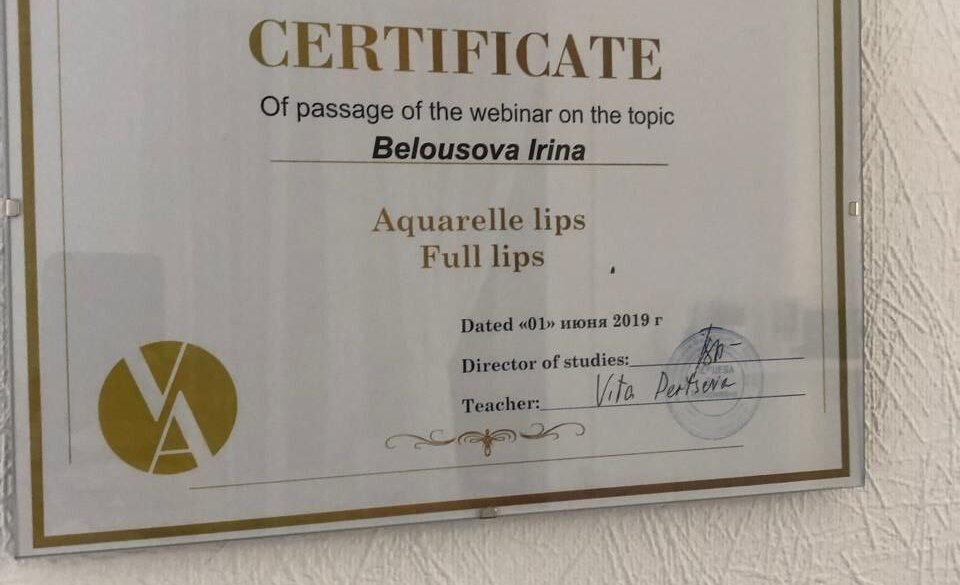 CERTIFICATE
Of passage of the webinar on the topic
Belousova Irina
Aquarelle lips
Full lips
Dated «01» июня 2019 г
Director of studies:
Teacher: Vita Pertseva
VA